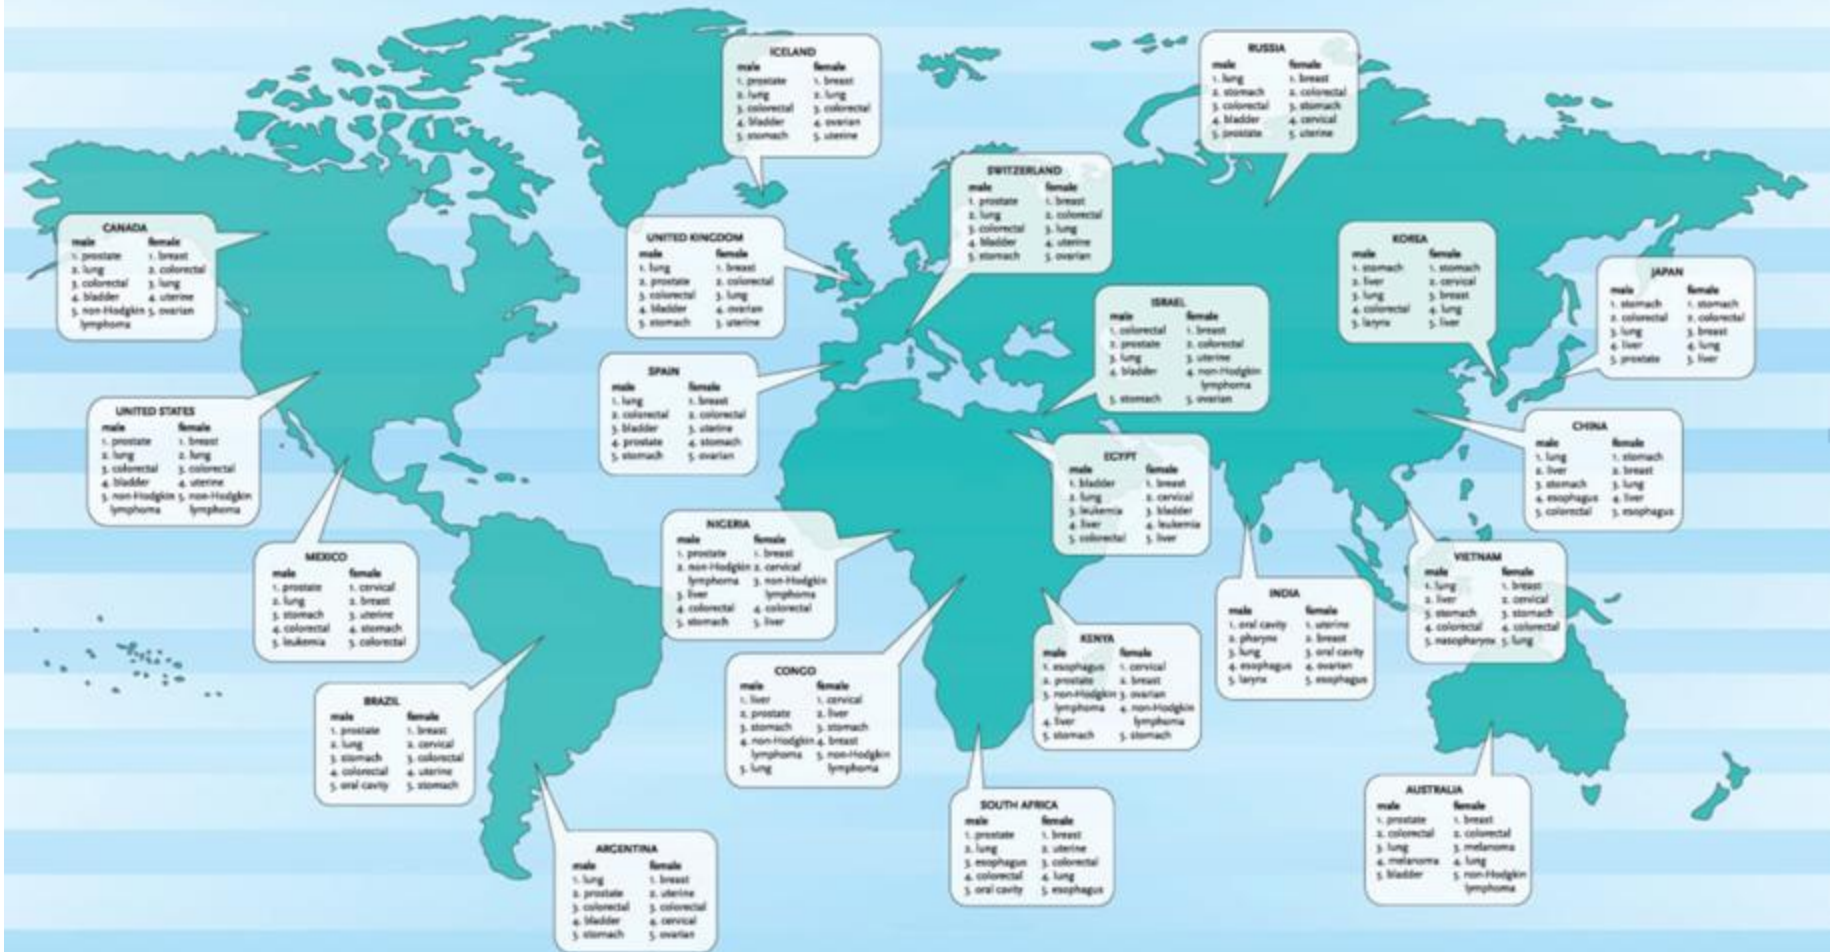 ICELAND
male female
1. prostate 1. breast
2. lung 2. lung
3. colorectal 3. colorectal
4. bladder 4. ovarian
5. stomach 5. uterine
RUSSIA
male female
1. lung 1. breast
2. stomach 2. colorectal
3. colorectal 3. stomach
4. bladder 4. cervical
5. prostate 5. uterine
SWITZERLAND
male female
1. prostate 1. breast
2. lung 2. colorectal
3. colorectal 3. lung
4. bladder 4. uterine
5. stomach 5. ovarian
CANADA
male female
1. prostate 1. breast
2. lung 2. colorectal
3. colorectal 3. lung
4. bladder 4. uterine
5. non-Hodgkin 5. ovarian
lymphoma
UNITED KINGDOM
male female
1. lung 1. breast
2. prostate 2. colorectal
3. colorectal 3. lung
4. bladder 4. ovarian
5. stomach 5. uterine
KOREA
male female
1. stomach 1. stomach
2. liver 2. cervical
3. lung 3. breast
4. colorectal 4. lung
5. larynx 5. liver
JAPAN
male female
1. stomach 1. stomach
2. colorectal 2. colorectal
3. lung 3. breast
4. liver 4. lung
5. prostate 5. liver
ISRAEL
male female
1. colorectal 1. breast
2. prostate 2. colorectal
3. lung 3. uterine
4. bladder 4. non-Hodgkin
lymphoma
5. stomach 5. ovarian
SPAIN
male female
1. lung 1. breast
2. colorectal 2. colorectal
3. bladder 3. uterine
4. prostate 4. stomach
5. stomach 5. ovarian
UNITED STATES
male female
1. prostate 1. breast
2. lung 2. lung
3. colorectal 3. colorectal
4. bladder 4. uterine
5. non-Hodgkin 5. non-Hodgkin
lymphoma lymphoma
CHINA
male female
1. lung 1. stomach
2. liver 2. breast
3. stomach 3. lung
4. esophagus 4. liver
5. colorectal 5. esophagus
EGYPT
male female
1. bladder 1. breast
2. lung 2. cervical
3. leukemia 3. bladder
4. liver 4. leukemia
5. colorectal 5. liver
NIGERIA
male female
1. prostate 1. breast
2. non-Hodgkin 2. cervical
lymphoma 3. non-Hodgkin
3. liver lymphoma
4. colorectal 4. colorectal
5. stomach 5. liver
MEXICO
male female
1. prostate 1. cervical
2. lung 2. breast
3. stomach 3. uterine
4. colorectal 4. stomach
5. leukemia 5. colorectal
VIETNAM
male female
1. lung 1. breast
2. liver 2. cervical
3. stomach 3. stomach
4. colorectal 4. colorectal
5. nasopharynx 5. lung
INDIA
male female
1. oral cavity 1. uterine
2. pharynx 2. breast
3. lung 3. oral cavity
4. esophagus 4. ovarian
5. larynx 5. esophagus
KENYA
male female
1. esophagus 1. cervical
2. prostate 2. breast
3. non-Hodgkin 3. ovarian
lymphoma 4. non-Hodgkin
4. liver lymphoma
5. stomach 5. stomach
CONGO
male female
1. liver 1. cervical
2. prostate 2. liver
3. stomach 3. stomach
4. non-Hodgkin 4. breast
lymphoma 5. non-Hodgkin
5. lung lymphoma
BRAZIL
male female
1. prostate 1. breast
2. lung 2. cervical
3. stomach 3. colorectal
4. colorectal 4. uterine
5. oral cavity 5. stomach
AUSTRALIA
male female
1. prostate 1. breast
2. colorectal 2. colorectal
3. lung 3. melanoma
4. melanoma 4. lung
5. bladder 5. non-Hodgkin
lymphoma
SOUTH AFRICA
male female
1. prostate 1. breast
2. lung 2. uterine
3. esophagus 3. colorectal
4. colorectal 4. lung
5. oral cavity 5. esophagus
ARGENTINA
male female
1. lung 1. breast
2. prostate 2. uterine
3. colorectal 3. colorectal
4. bladder 4. cervical
5. stomach 5. ovarian